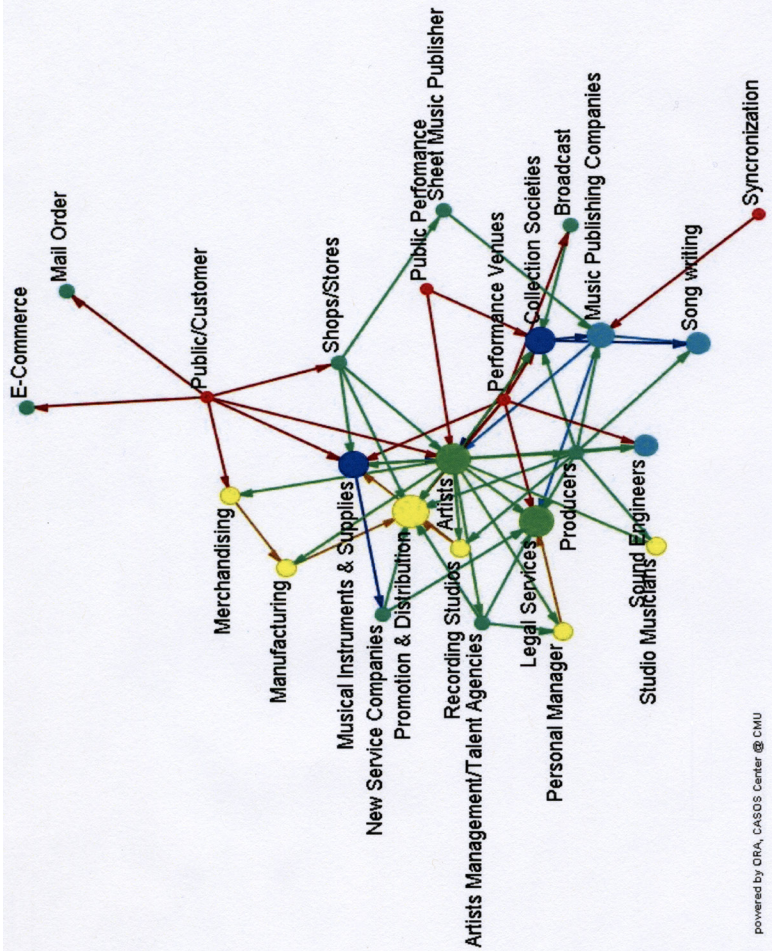 E-Commerce
Mail Order
Public/Customer
Shops/Stores
Merchandising
Manufacturing
Public Perfomance
Sheet Music Publisher
Musical Instruments & Supplies
New Service Companies
Promotion & Distribution
Artists
Recording Studios
Artists Management/Talent Agencies
Performance Venues
Collection Societies
Broadcast
Music Publishing Companies
Legal Services
Personal Manager
Producers
Song writing
Sound Engineers
Studio Musicians
Syncronization
powered by ORA, CASOS Center @ CMU